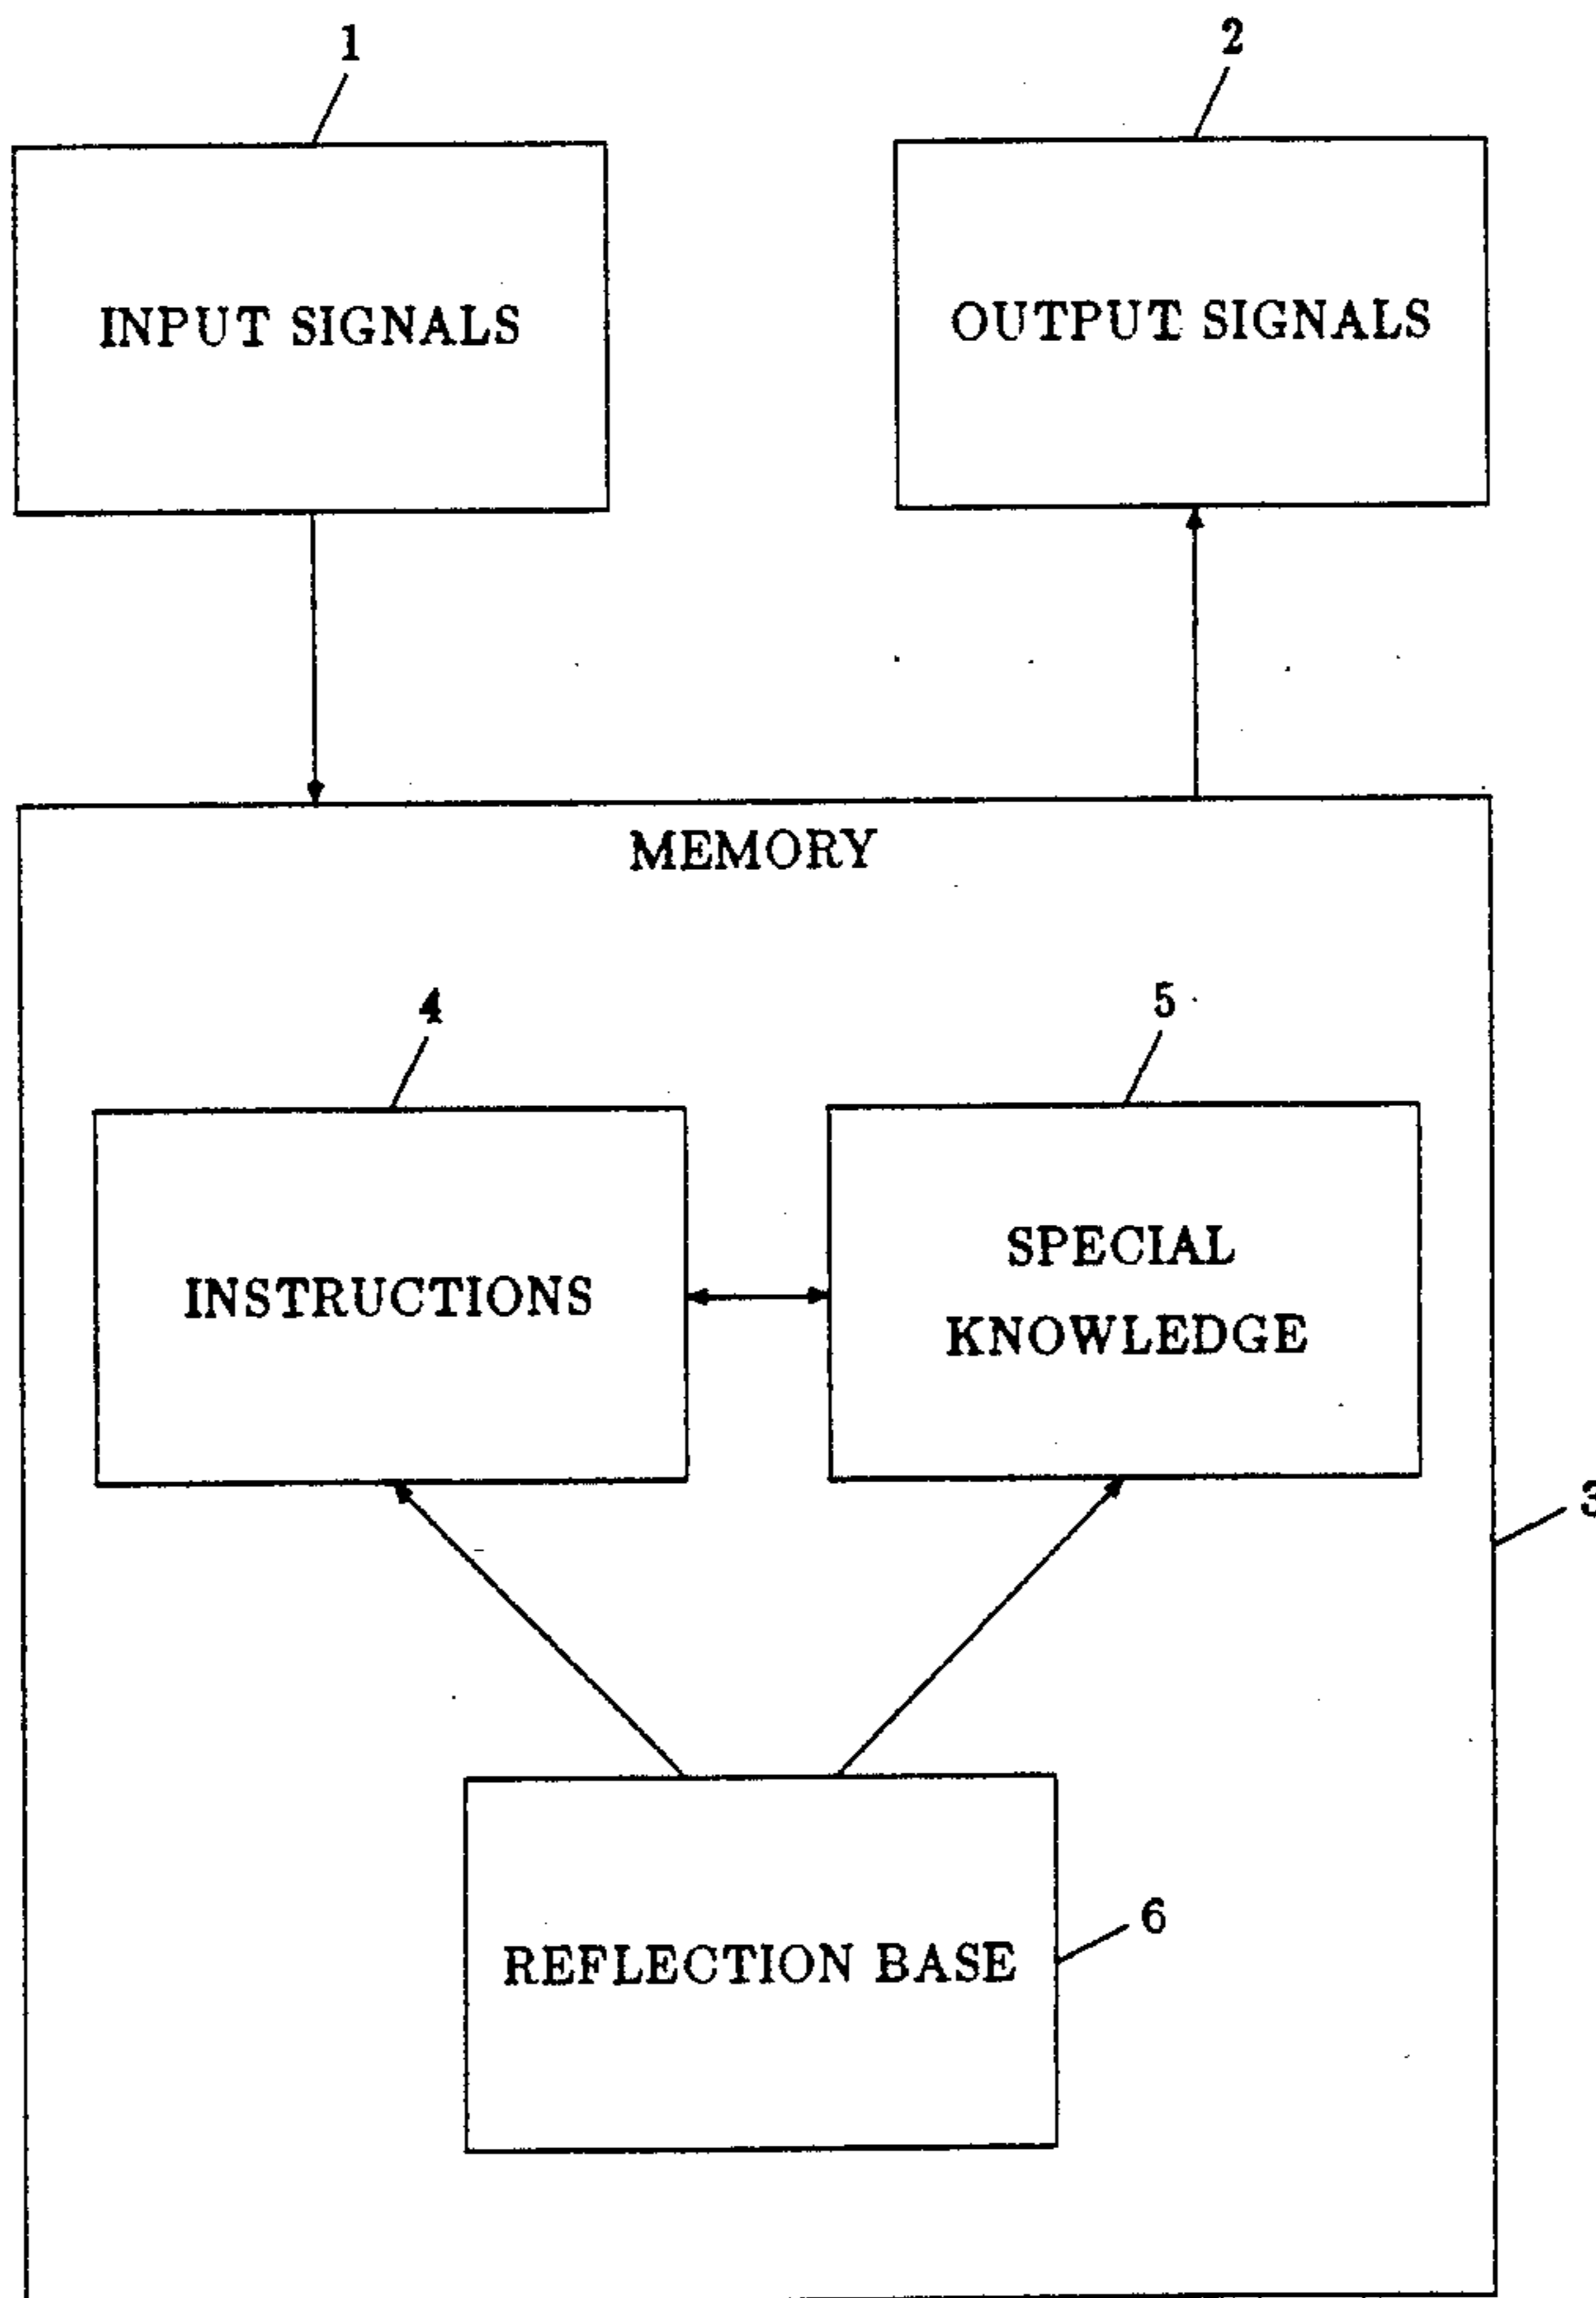 1
2
INPUT SIGNALS
OUTPUT SIGNALS
MEMORY
4
5
INSTRUCTIONS
SPECIAL
KNOWLEDGE
3
REFLECTION BASE
6